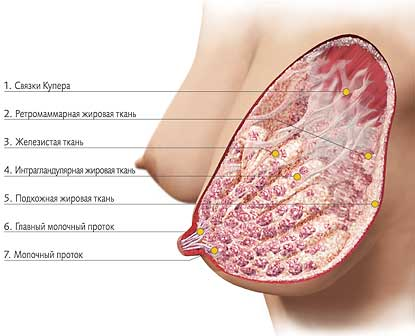 1. Связки Купера
2. Ретромаммарная жировая ткань
3. Железистая ткань
4. Интрагландулярная жировая ткань
5. Подкожная жировая ткань
6. Главный молочный проток
7. Молочный проток